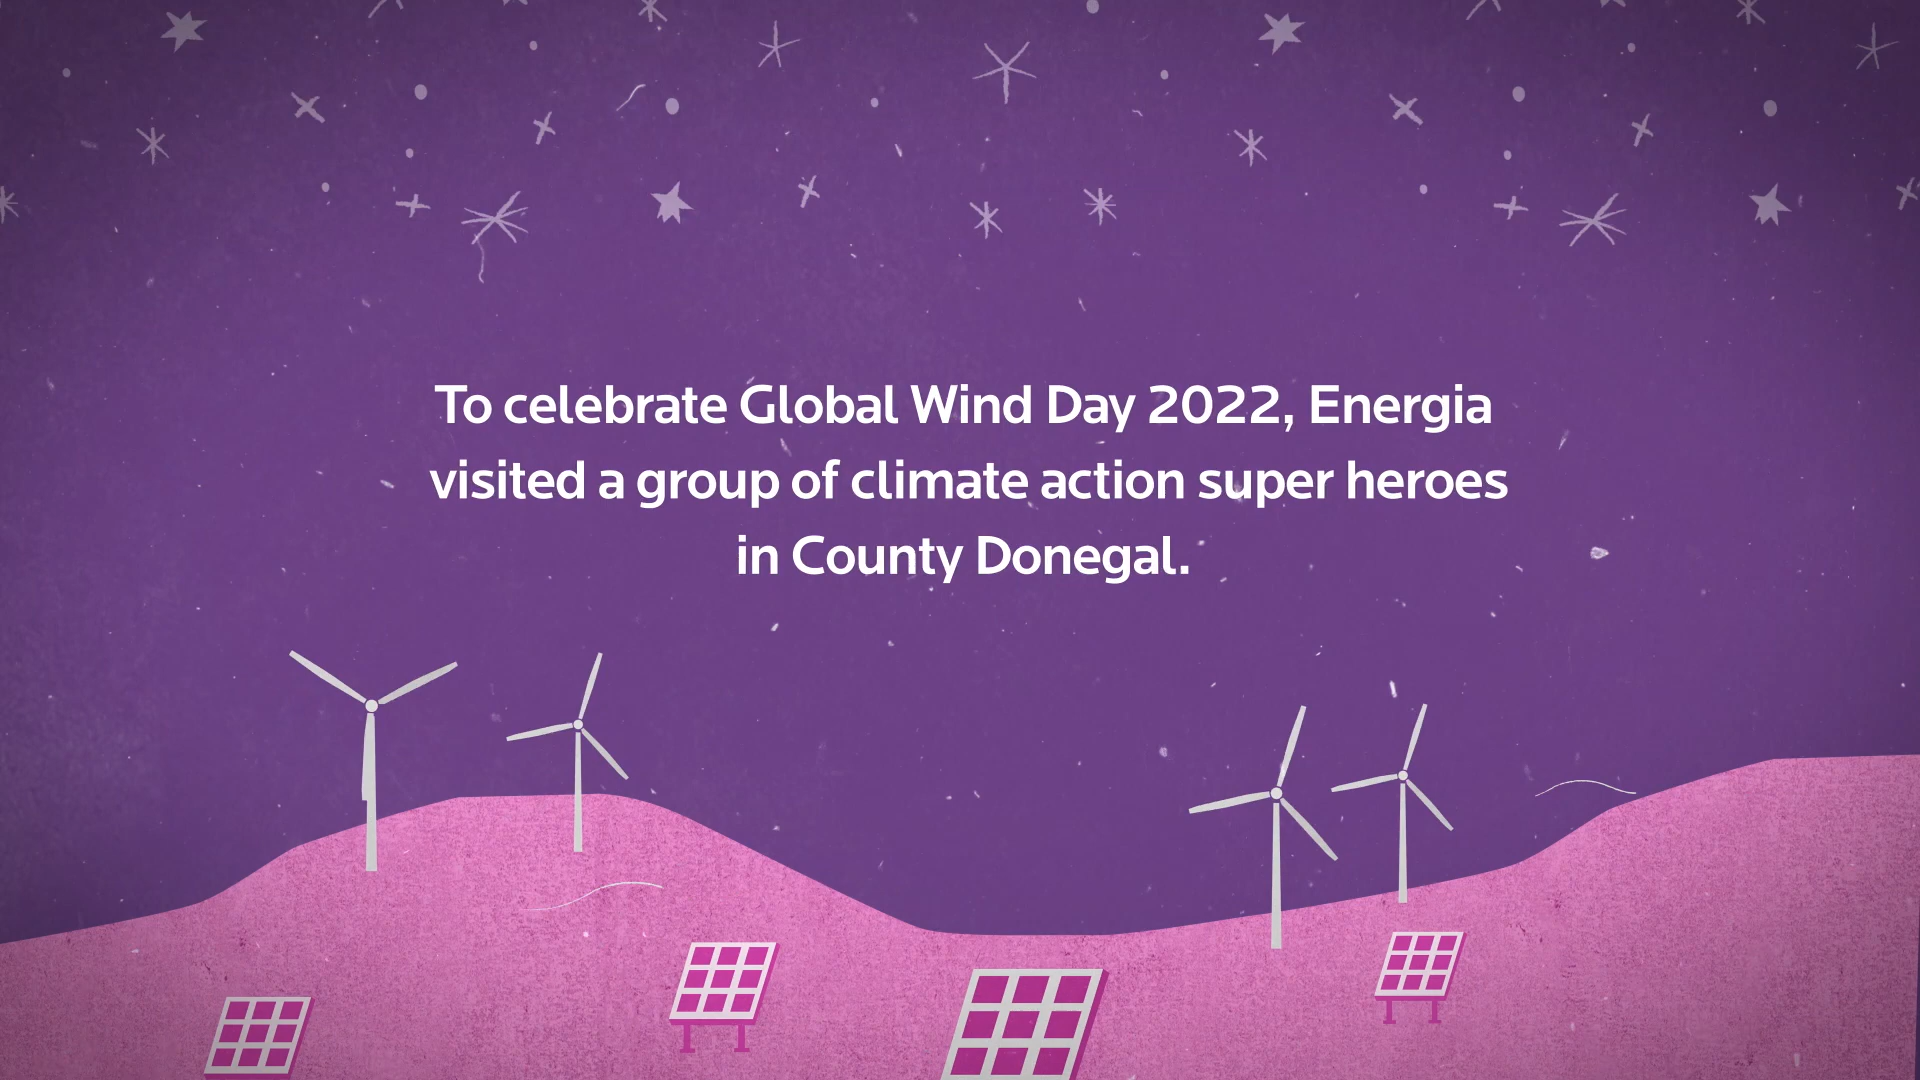 To celebrate Global Wind Day 2022, Energia
visited a group of climate action super heroes
in County Donegal.